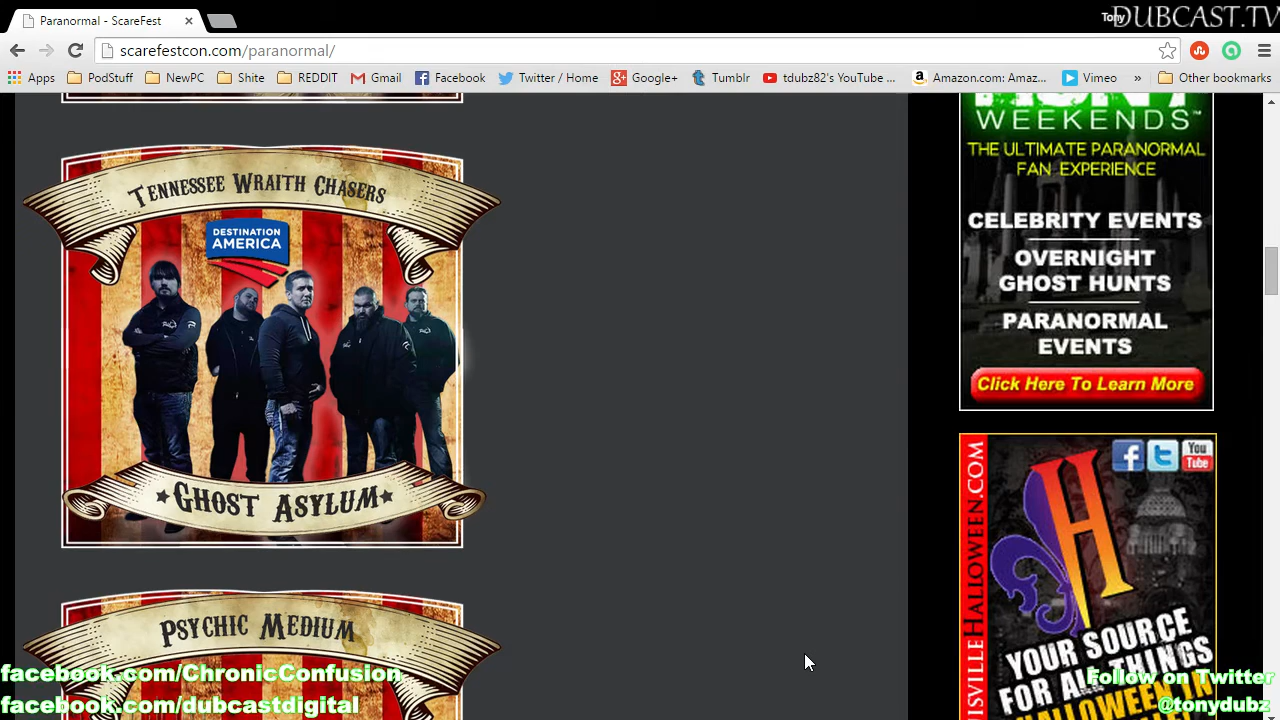 Paranormal - ScareFest
Tony
DUBCAST.TV
scarefestcon.com/paranormal/
Apps
PodStuff
NewPC
Shite
REDDIT
Gmail
Facebook
Twitter / Home
Google+
Tumblr
tdubz82's YouTube ...
Amazon.com: Amaz...
Vimeo
»
Other bookmarks
TENNESSEE WRAITH CHASERS
DESTINATION
AMERICA
GHOST ASYLUM
PSYCHIC MEDIUM
WEEKENDS™
THE ULTIMATE PARANORMAL
FAN EXPERIENCE
CELEBRITY EVENTS
OVERNIGHT
GHOST HUNTS
PARANORMAL
EVENTS
Click Here To Learn More
You
Tube
H
YOUR SOURCE
FOR ALL THINGS
facebook.com/ChronicConfusion
facebook.com/dubcastdigital
Follow on Twitter
@tonydubz